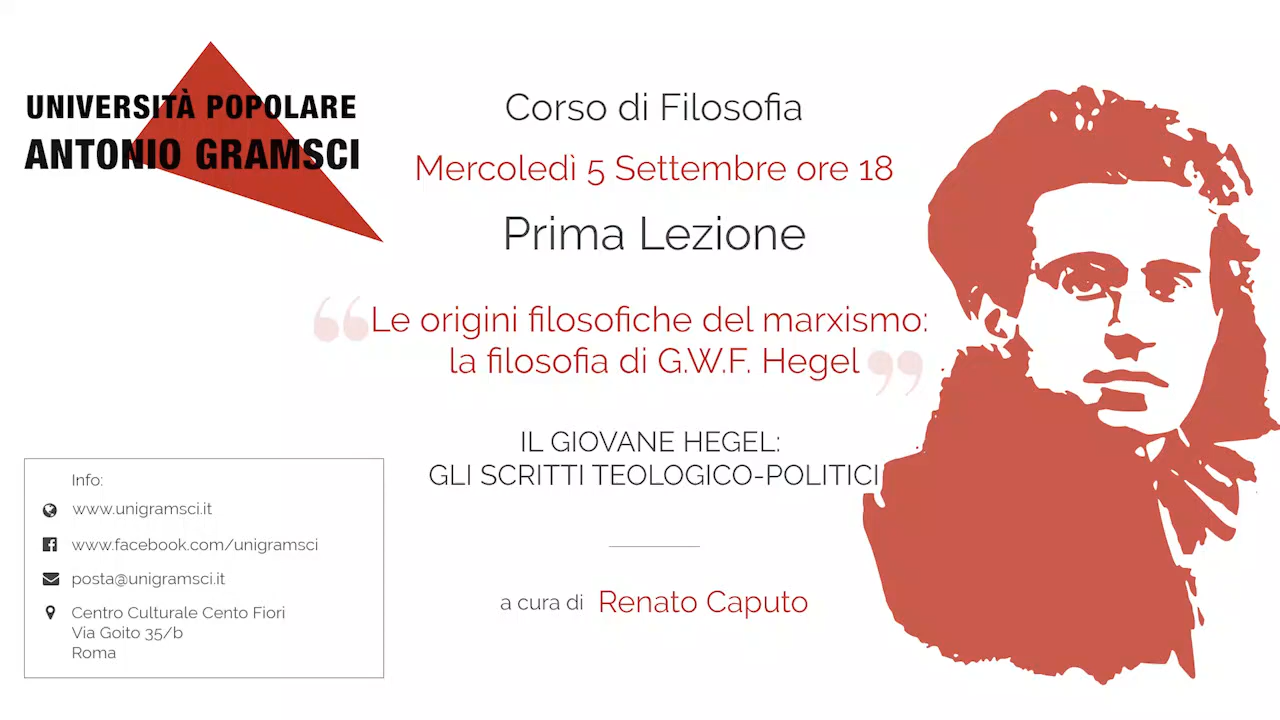 UNIVERSITÀ POPOLARE
ANTONIO GRAMSCI
Corso di Filosofia
Mercoledì 5 Settembre ore 18
Prima Lezione
“Le origini filosofiche del marxismo:
la filosofia di G.W.F. Hegel”
IL GIOVANE HEGEL:
GLI SCRITTI TEOLOGICO-POLITICI
a cura di Renato Caputo
Info:
www.unigramsci.it
www.facebook.com/unigramsci
posta@unigramsci.it
Centro Culturale Cento Fiori
Via Goito 35/b
Roma